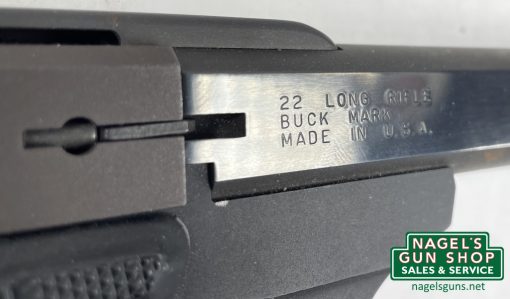 22 LONG RIFLE
BUCK MARK
MADE IN U.S.A.
NAGEL'S
GUN SHOP
SALES & SERVICE
nagelsguns.net